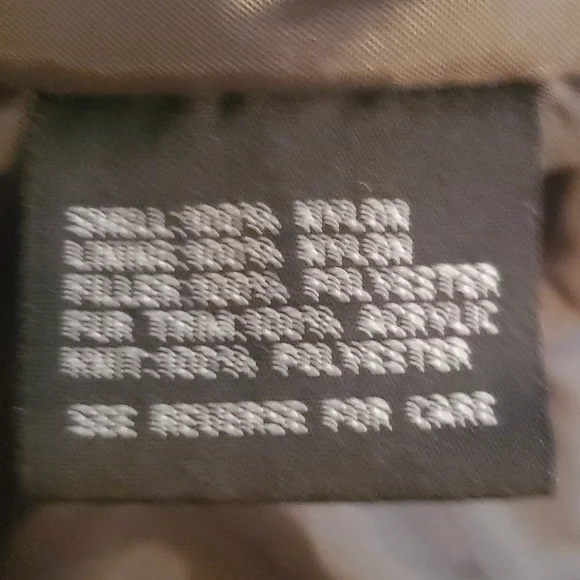 SHELL:100% NYLON
LINING:100% NYLON
FILLER:100% POLYESTER
FUR TRIM:100% ACRYLIC
KNIT:100% POLYESTER
SEE REVERSE FOR CARE